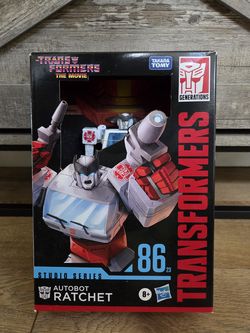 TRANSFORMERS
THE MOVIE
TAKARA
TOMY
GENERATIONS
TRANSFORMERS
86
STUDIO SERIES
AUTOBOT
RATCHET
8+
Hasbro